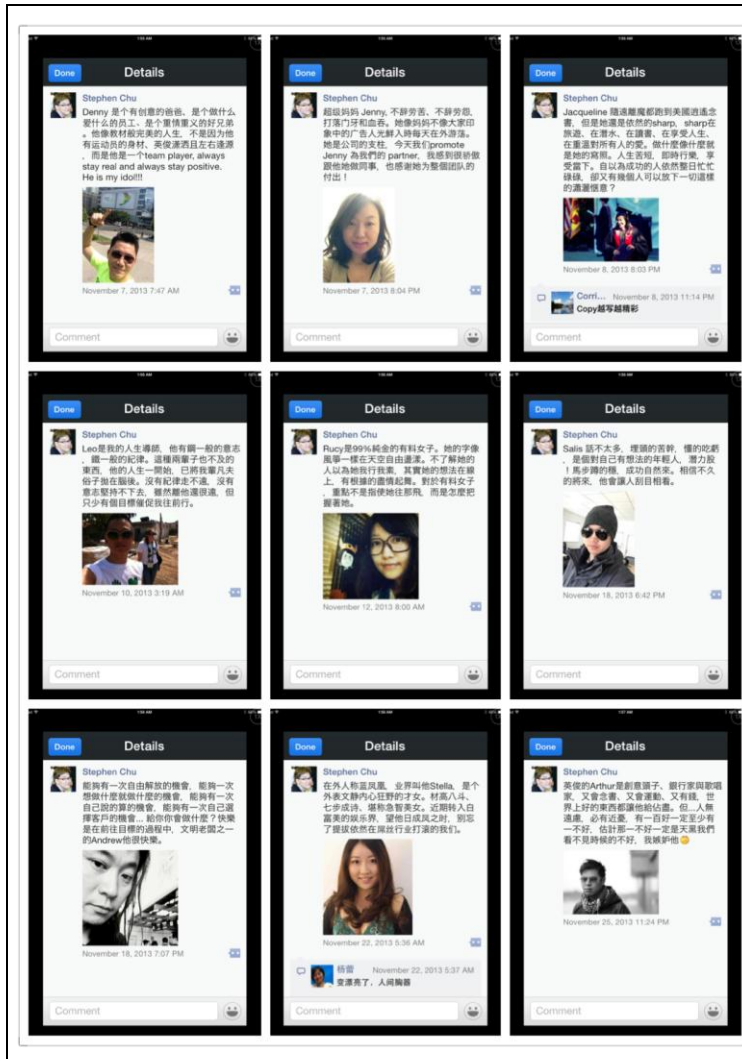 1:55 AM
Done
Details
Stephen Chu
Denny 是个有创意的爸爸、是个做什么
爱什么的员工、是个重情重义的好兄弟
。他像教材般完美的人生，不是因为他
有运动员的身材、英俊潇洒且左右逢源
，而是他是一个team player, always
stay real and always stay positive.
He is my idol!!!
November 7, 2013 7:47 AM
Comment
Done
Details
Stephen Chu
超级妈妈 Jenny, 不辞劳苦、不辞劳怨,
打落门牙和血吞。她像妈妈不像大家印
象中的广告人光鲜入時每天在外游荡。
她是公司的支柱，今天我们promote
Jenny 為我們的 partner，我感到很骄傲
跟他她做同事，也感谢她为整個团队的
付出！
November 7, 2013 8:04 PM
Comment
Done
Details
Stephen Chu
Jacqueline 隨遠離魔都跑到美國逍遙念
書，但是她還是依然的sharp，sharp在
旅遊、在潛水、在讀書、在享受人生、
在重溫對所有人的愛。做什麼像什麼就
是她的寫照。人生苦短，即時行樂，享
受當下。自以為成功的人依然整日忙忙
碌碌，卻又有幾個人可以放下一切這樣
的瀟灑愜意？
November 8, 2013 8:03 PM
Corri... November 8, 2013 11:14 PM
Copy越写越精彩
Comment
Done
Details
Stephen Chu
Leo是我的人生導師，他有鋼一般的意志
，鐵一般的紀律。這種兩輩子也不及的
東西，他的人生一開始，已將我輩凡夫
俗子拋在腦後。沒有紀律走不遠，沒有
意志堅持不下去，雖然離他還很遠，但
只少有個目標催促我往前行。
November 10, 2013 3:19 AM
Comment
Done
Details
Stephen Chu
Rucy是99%純金的有料女子。她的字像
風箏一樣在天空自由盪漾。不了解她的
人以為她我行我素，其實她的想法在線
上，有根據的盡情起舞。對於有料女子
，重點不是指使她往那飛，而是怎麼把
握著她。
November 12, 2013 8:00 AM
Comment
Done
Details
Stephen Chu
Salis 話不太多，埋頭的苦幹，懂的吃虧
，是個對自己有想法的年輕人，潛力股
！馬步蹲的穩，成功自然來。相信不久
的將來，他會讓人刮目相看。
November 18, 2013 6:42 PM
Comment
Done
Details
Stephen Chu
能夠有一次自由解放的機會，能夠有一次
想做什麼就做什麼的機會，能夠有一次
自己說的算的機會，能夠有一次自己選
擇客戶的機會... 給你你會做什麼？快樂
是在前往目標的過程中，文明老闆之一
的Andrew他很快樂。
November 18, 2013 7:07 PM
Comment
Done
Details
Stephen Chu
在外人称蓝凤凰，业界叫他Stella，是个
外表文静内心狂野的才女。材高八斗、
七步成诗、堪称急智美女。近期转入白
富美的娱乐界，望他日成凤之时，别忘
了提拔依然在屌丝行业打滚的我们。
November 22, 2013 5:36 AM
杨蕾 November 22, 2013 5:37 AM
变漂亮了，人间胸器
Comment
Done
Details
Stephen Chu
英俊的Arthur是創意頭子、銀行家與歌唱
家，又會念書、又會運動、又有錢，世
界上好的東西都讓他給佔盡。但...人無
遠慮，必有近憂，有一百好一定至少有
一不好，估計那一不好一定是天黑我們
看不見時候的不好，我嫉妒他
November 25, 2013 11:24 PM
Comment